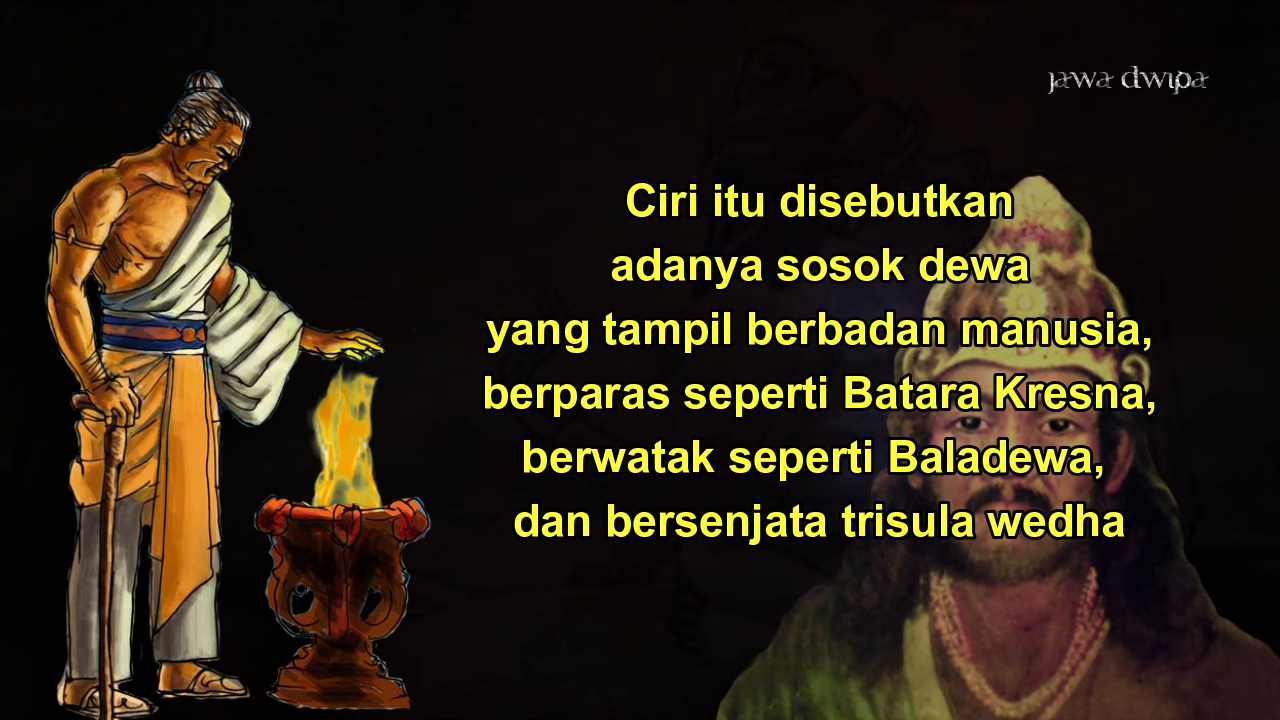 jawa dwipa
Ciri itu disebutkan
adanya sosok dewa
yang tampil berbadan manusia,
berparas seperti Batara Kresna,
berwatak seperti Baladewa,
dan bersenjata trisula wedha